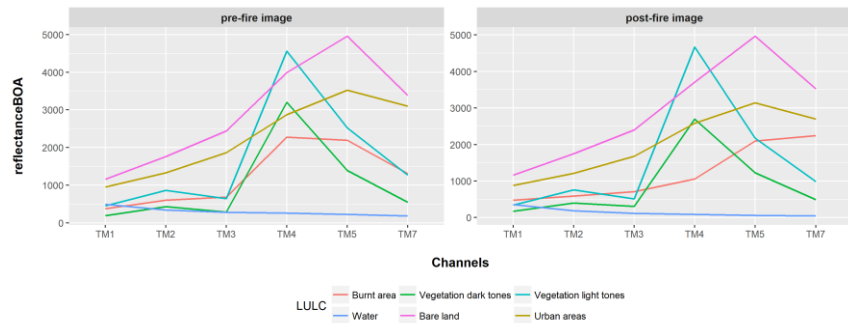 pre-fire image
post-fire image
reflectanceBOA
5000
4000
3000
2000
1000
0
5000
4000
3000
2000
1000
0
TM1 TM2 TM3 TM4 TM5 TM7
TM1 TM2 TM3 TM4 TM5 TM7
Channels
LULC
Burnt area Vegetation dark tones Vegetation light tones
Water Bare land Urban areas